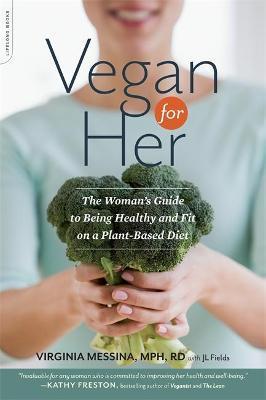 LIFELONG BOOKS
Vegan
for
Her
The Woman's Guide
to Being Healthy and Fit
on a Plant-Based Diet
VIRGINIA MESSINA, MPH, RD with JL Fields
"Invaluable for any woman who is committed to improving her health and well-being."
—KATHY FRESTON, bestselling author of Veganist and The Lean